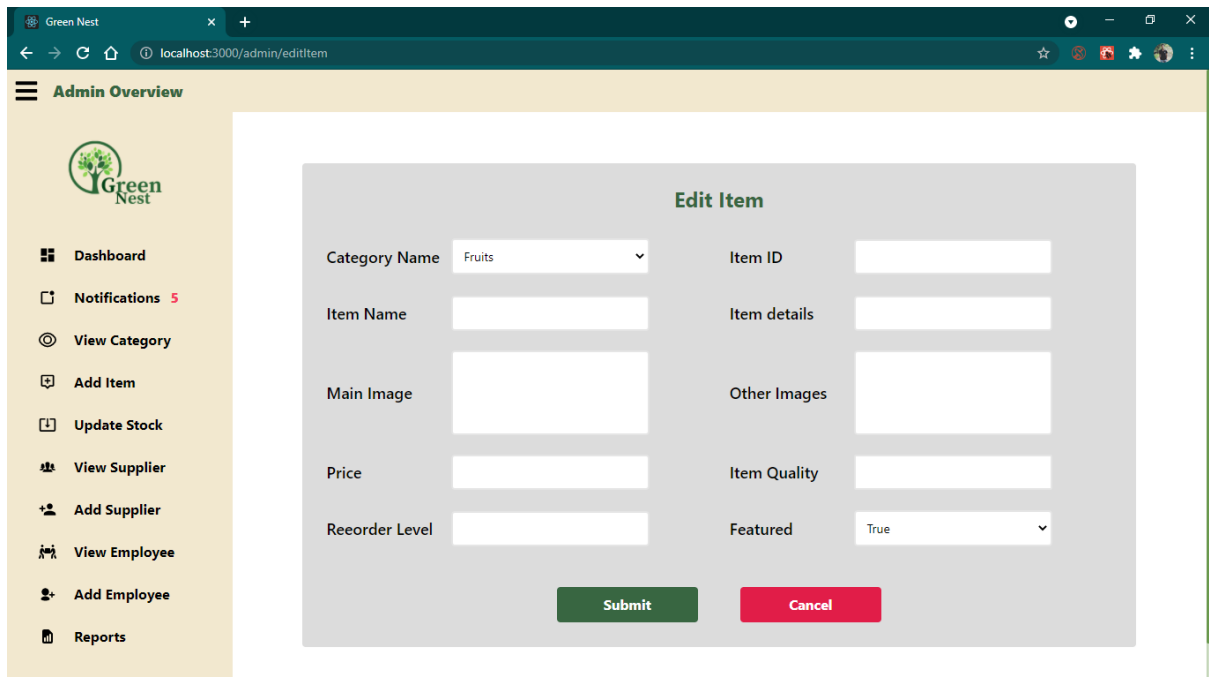 Green Nest
localhost:3000/admin/editItem
Admin Overview
Green
Nest
Dashboard
Notifications 5
View Category
Add Item
Update Stock
View Supplier
Add Supplier
View Employee
Add Employee
Reports
Edit Item
Category Name Fruits Item ID
Item Name Item details
Main Image Other Images
Price Item Quality
Reeorder Level Featured True
Submit Cancel